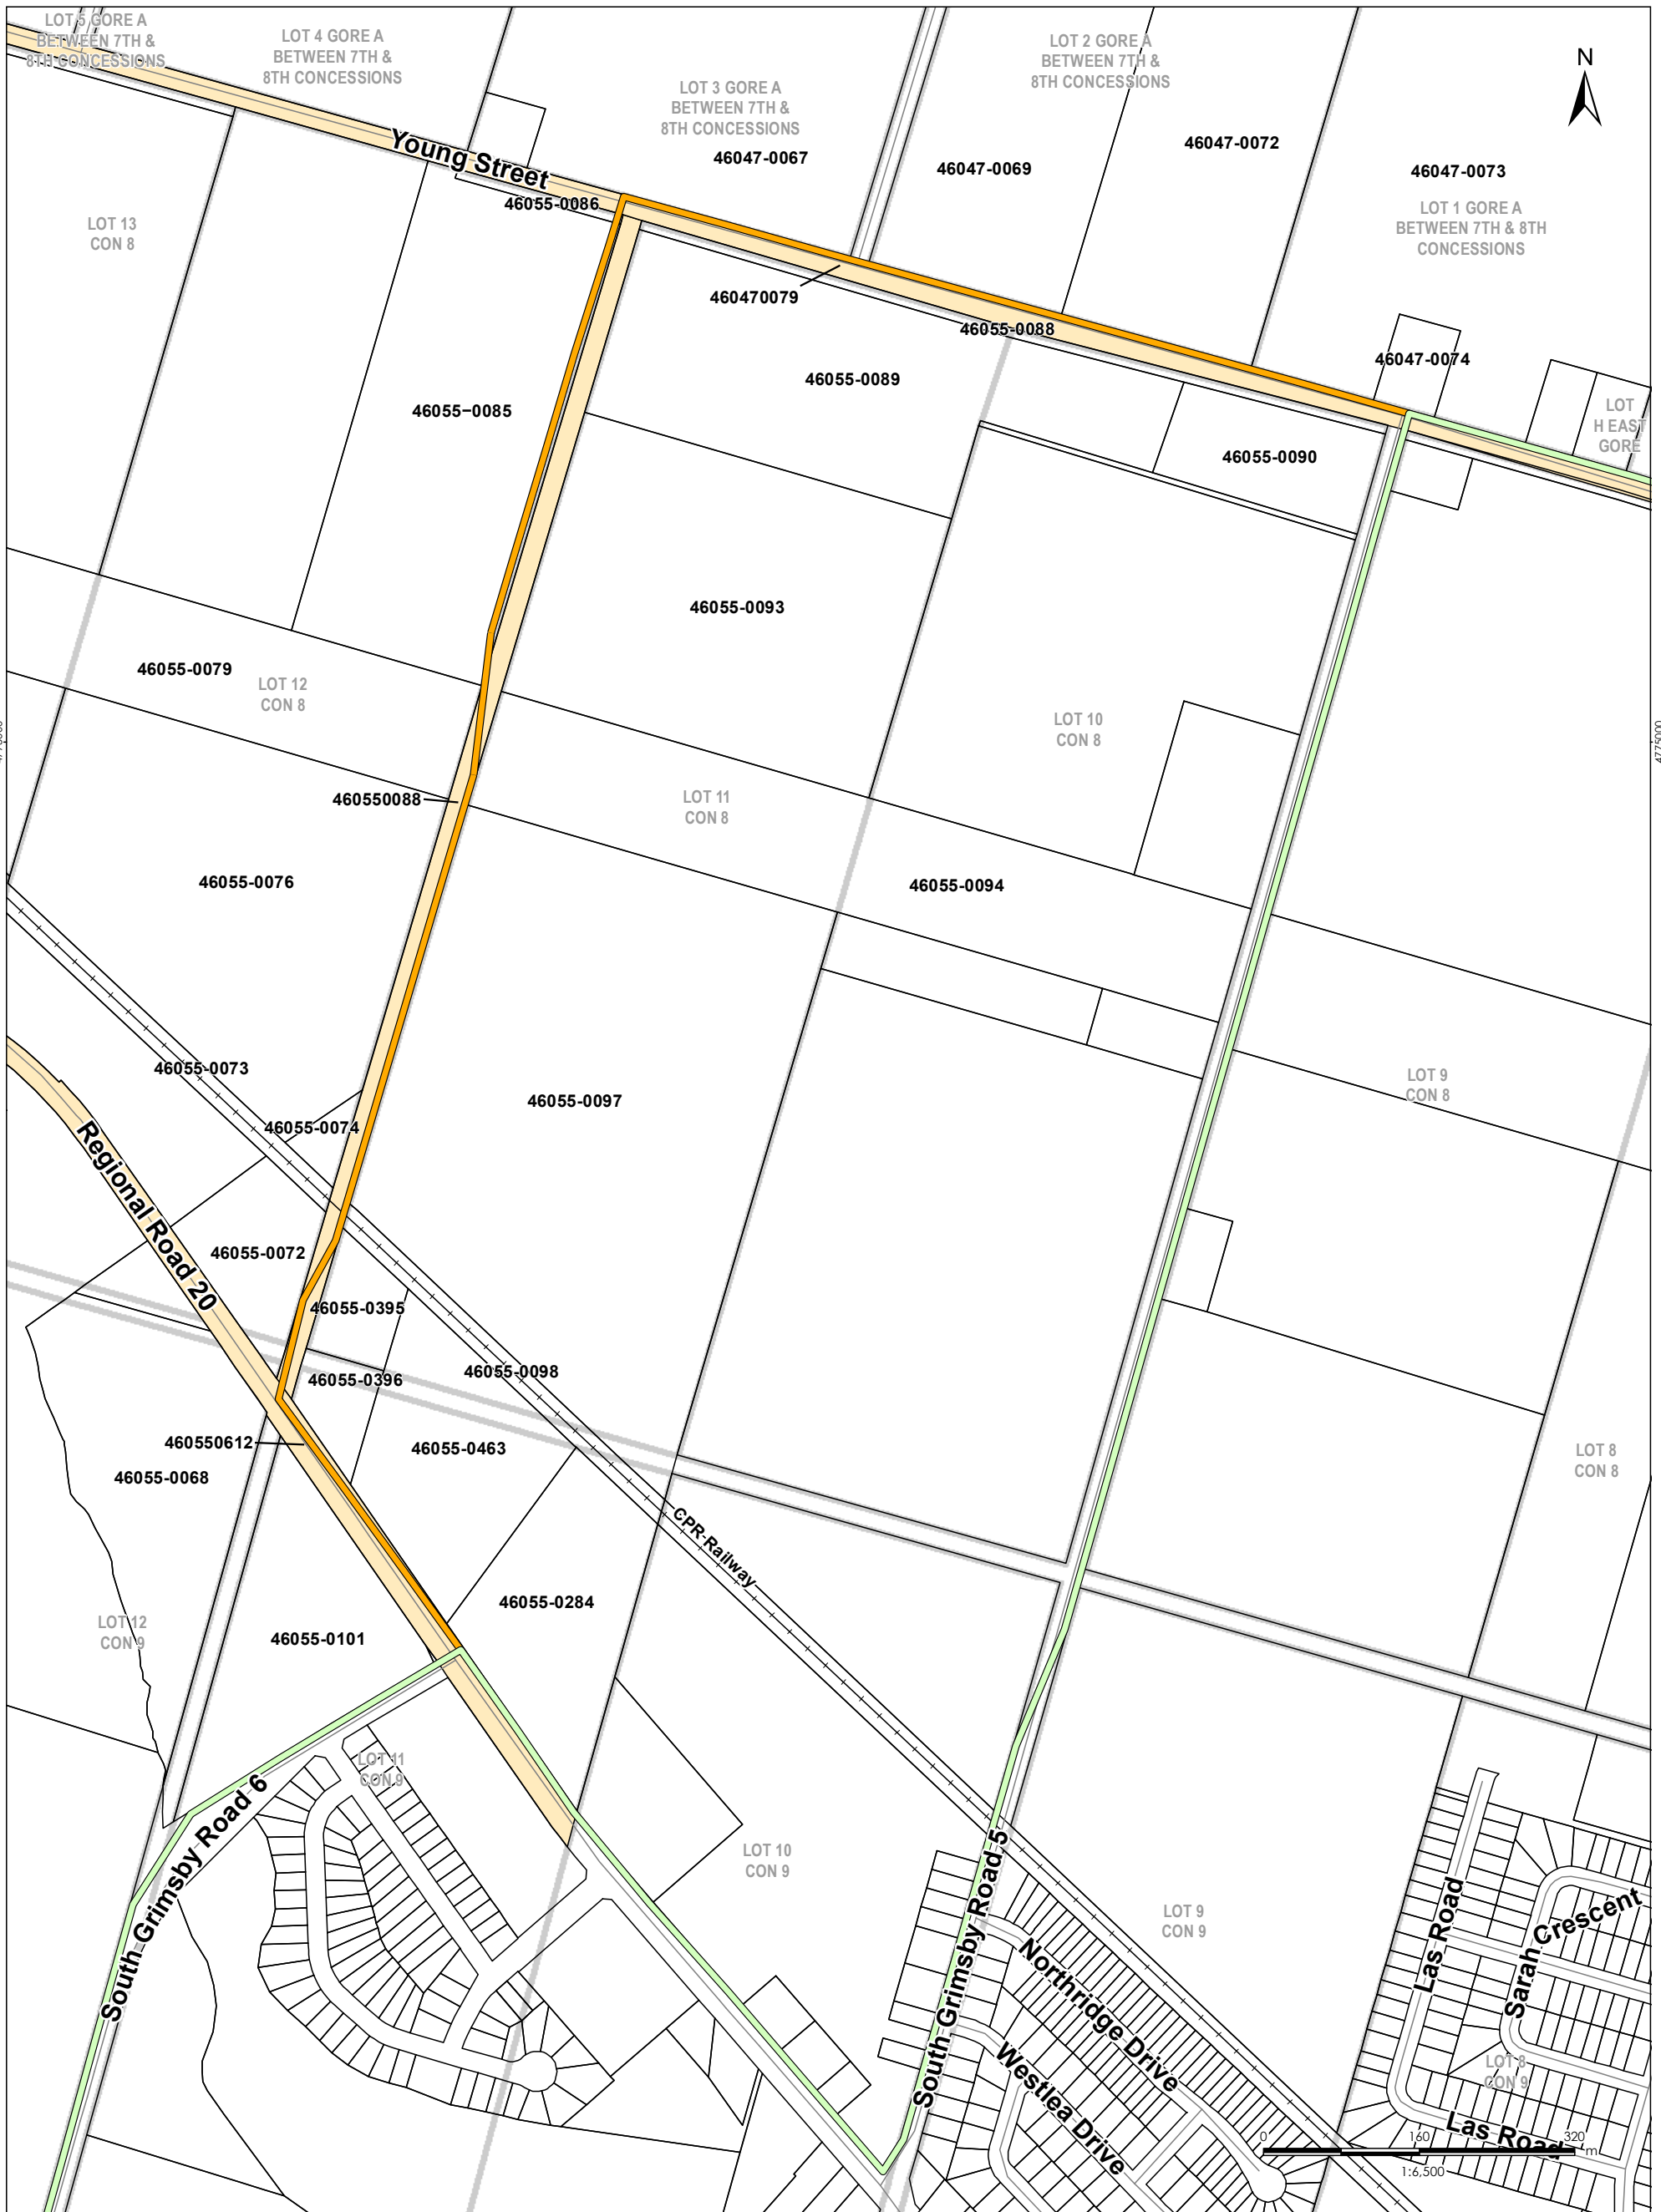 LOT 5 GORE A
BETWEEN 7TH &
8TH CONCESSIONS
LOT 4 GORE A
BETWEEN 7TH &
8TH CONCESSIONS
LOT 3 GORE A
BETWEEN 7TH &
8TH CONCESSIONS
46047-0067
LOT 2 GORE A
BETWEEN 7TH &
8TH CONCESSIONS
N
46047-0069
46047-0072
46047-0073
LOT 1 GORE A
BETWEEN 7TH & 8TH
CONCESSIONS
Young Street
46055-0086
LOT 13
CON 8
460470079
46055-0088
46047-0074
46055-0089
46055-0085
LOT
H EAST
GORE
46055-0090
46055-0093
46055-0079
LOT 12
CON 8
LOT 10
CON 8
4775000
460550088
LOT 11
CON 8
46055-0076
46055-0094
46055-0073
46055-0097
LOT 9
CON 8
46055-0074
Regional Road 20
46055-0072
46055-0395
46055-0098
46055-0396
460550612
46055-0463
46055-0068
LOT 8
CON 8
CPR-Railway
46055-0284
LOT 12
CON 9
46055-0101
LOT 11
CON 9
South Grimsby Road 6
LOT 10
CON 9
South Grimsby Road 5
LOT 9
CON 9
Northridge Drive
Westlea Drive
Las Road
Sarah Crescent
LOT 8
CON 9
Las Road
0 160 320
m
1:6,500